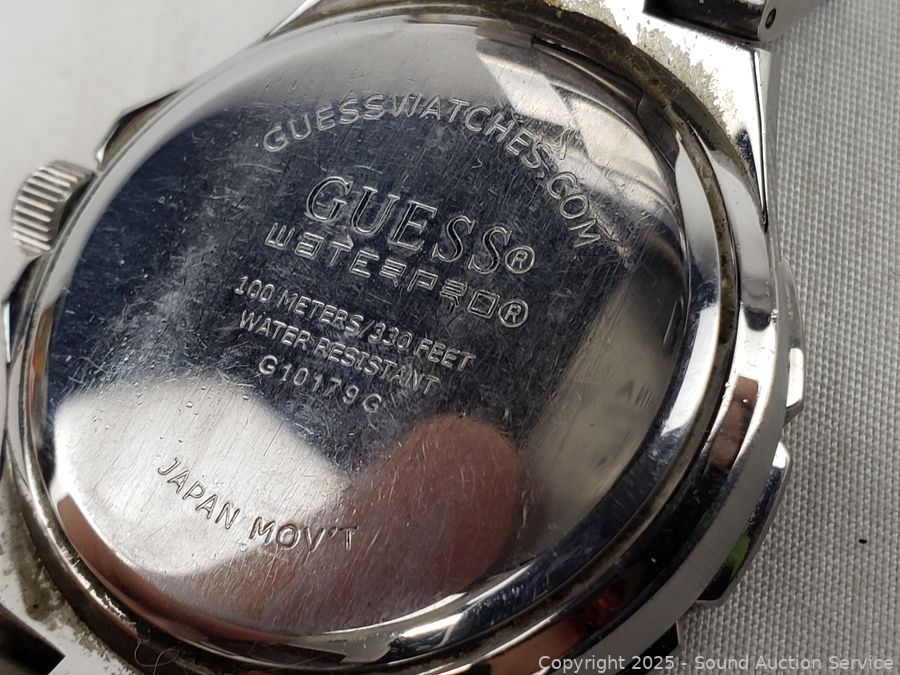 GUESSWATCHES.COM
GUESS®
WATERPRO®
100 METERS/330 FEET
WATER RESISTANT
G10179G
JAPAN MOV'T
Copyright 2025 - Sound Auction Service